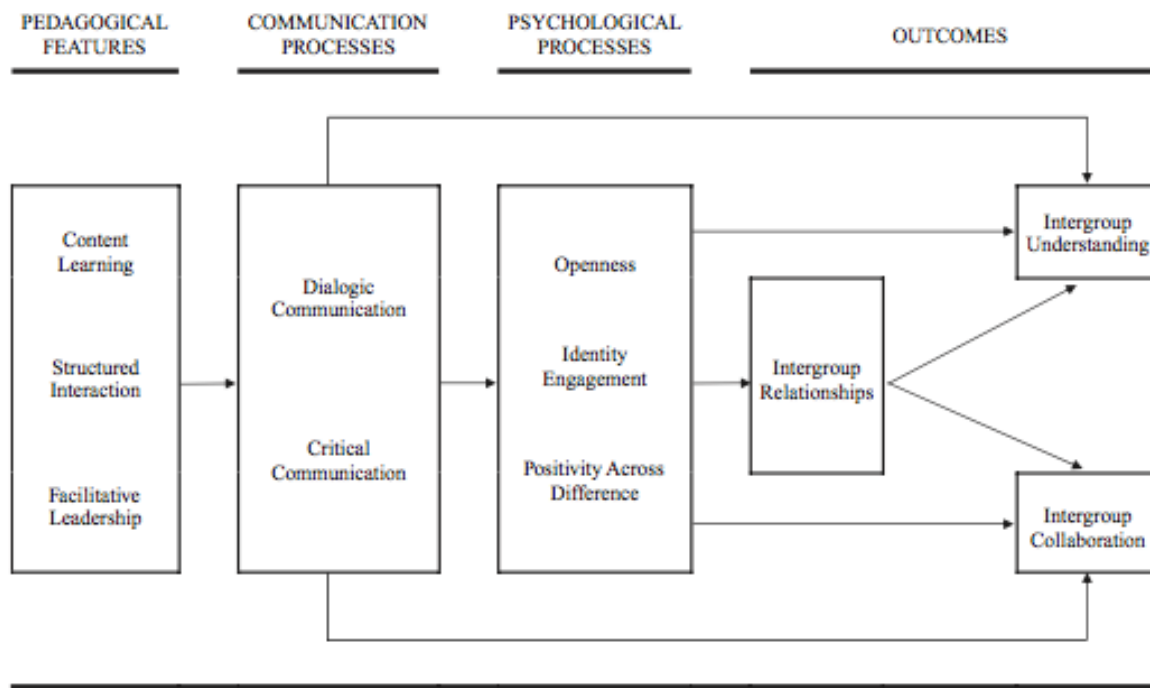 PEDAGOGICAL
FEATURES
COMMUNICATION
PROCESSES
PSYCHOLOGICAL
PROCESSES
OUTCOMES
Content
Learning
Structured
Interaction
Facilitative
Leadership
Dialogic
Communication
Critical
Communication
Openness
Identity
Engagement
Positivity Across
Difference
Intergroup
Relationships
Intergroup
Understanding
Intergroup
Collaboration